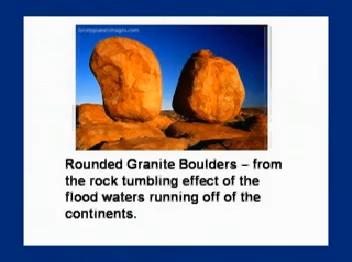 Rounded Granite Boulders – from
the rock tumbling effect of the
flood waters running off of the
continents.